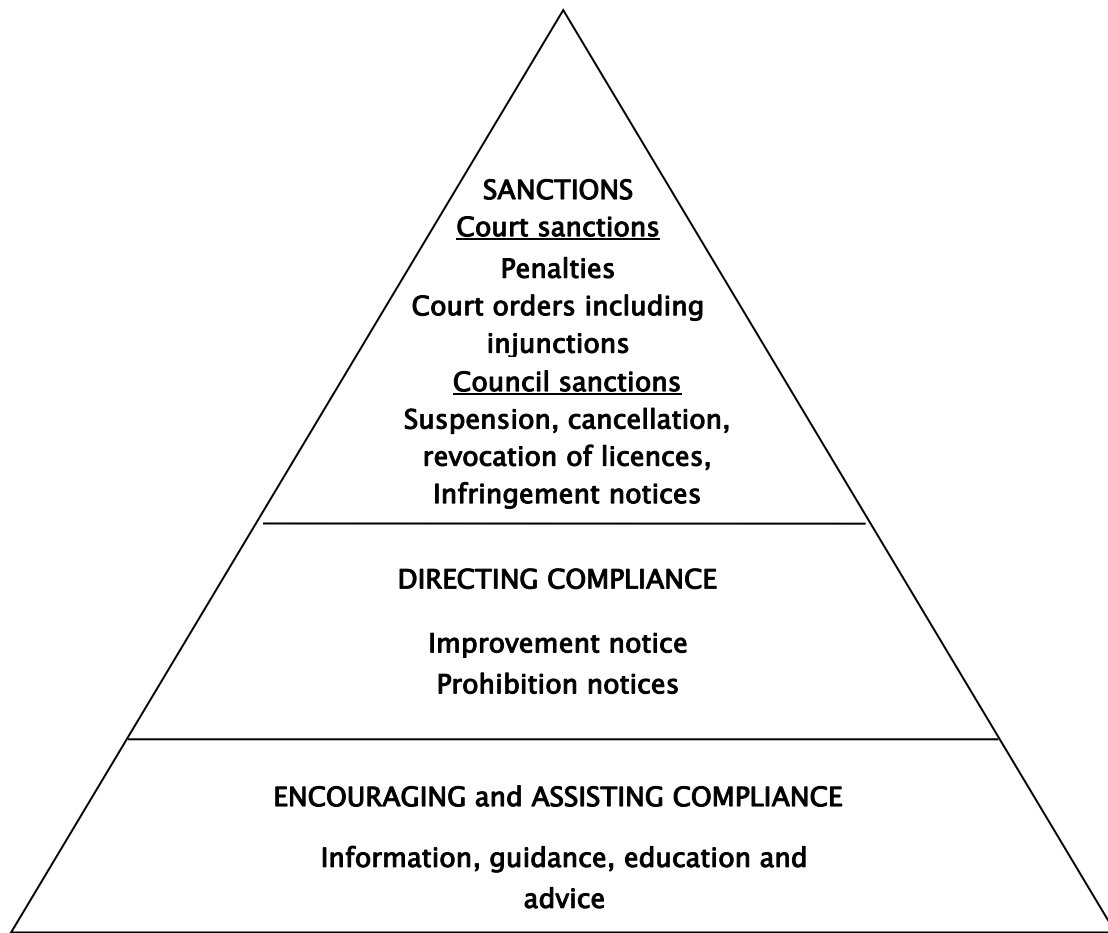 SANCTIONS
Court sanctions
Penalties
Court orders including
injunctions
Council sanctions
Suspension, cancellation,
revocation of licences,
Infringement notices
DIRECTING COMPLIANCE
Improvement notice
Prohibition notices
ENCOURAGING and ASSISTING COMPLIANCE
Information, guidance, education and
advice